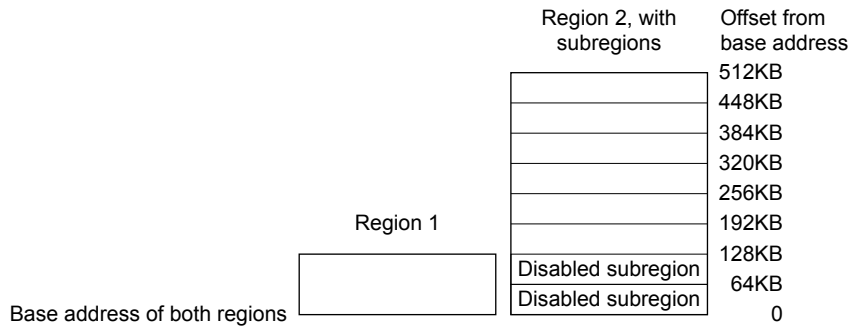 Region 2, with
subregions
Offset from
base address
512KB
448KB
384KB
320KB
256KB
192KB
Region 1
128KB
Disabled subregion
64KB
Disabled subregion
Base address of both regions
0